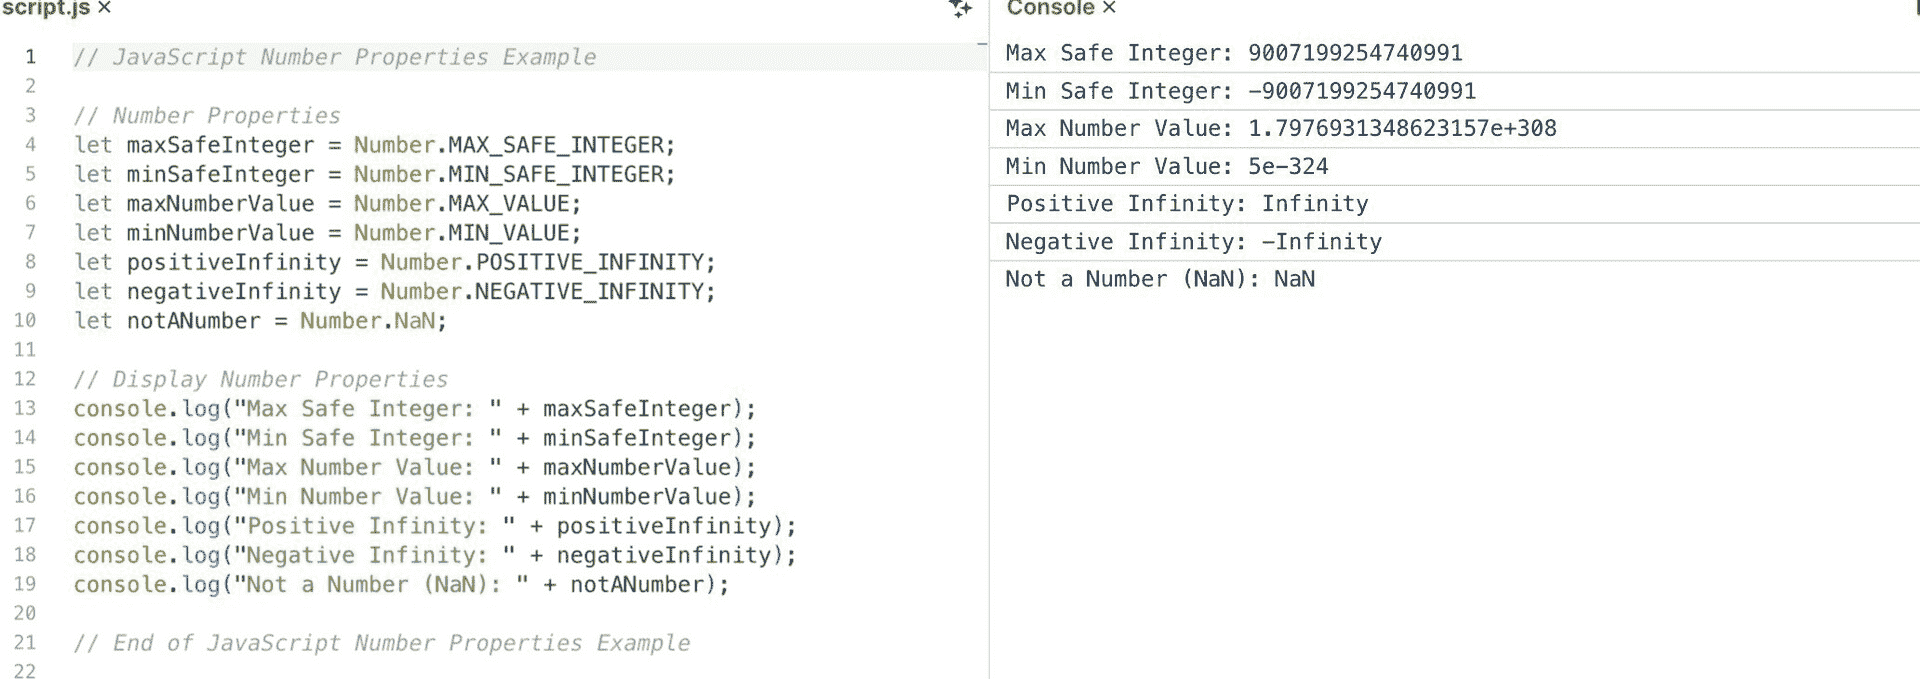 script.js ×
1 // JavaScript Number Properties Example
2
3 // Number Properties
4 let maxSafeInteger = Number.MAX_SAFE_INTEGER;
5 let minSafeInteger = Number.MIN_SAFE_INTEGER;
6 let maxNumberValue = Number.MAX_VALUE;
7 let minNumberValue = Number.MIN_VALUE;
8 let positiveInfinity = Number.POSITIVE_INFINITY;
9 let negativeInfinity = Number.NEGATIVE_INFINITY;
10 let notANumber = Number.NaN;
11
12 // Display Number Properties
13 console.log("Max Safe Integer: " + maxSafeInteger);
14 console.log("Min Safe Integer: " + minSafeInteger);
15 console.log("Max Number Value: " + maxNumberValue);
16 console.log("Min Number Value: " + minNumberValue);
17 console.log("Positive Infinity: " + positiveInfinity);
18 console.log("Negative Infinity: " + negativeInfinity);
19 console.log("Not a Number (NaN): " + notANumber);
20
21 // End of JavaScript Number Properties Example
22
Console ×
Max Safe Integer: 9007199254740991
Min Safe Integer: -9007199254740991
Max Number Value: 1.7976931348623157e+308
Min Number Value: 5e-324
Positive Infinity: Infinity
Negative Infinity: -Infinity
Not a Number (NaN): NaN